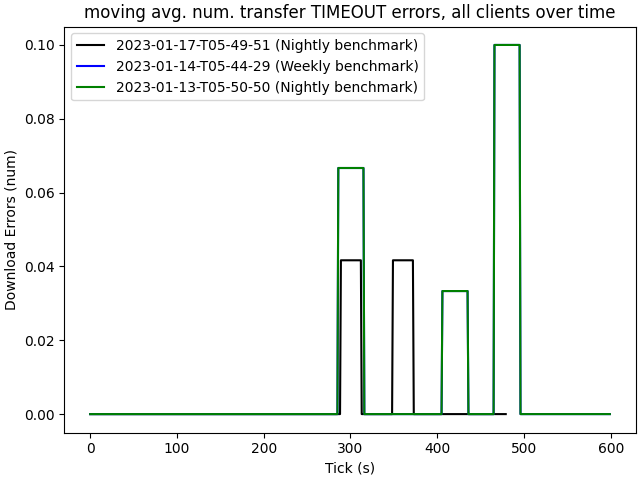 moving avg. num. transfer TIMEOUT errors, all clients over time
2023-01-17-T05-49-51 (Nightly benchmark)
2023-01-14-T05-44-29 (Weekly benchmark)
2023-01-13-T05-50-50 (Nightly benchmark)
Download Errors (num)
0.10
0.08
0.06
0.04
0.02
0.00
0 100 200 300 400 500 600
Tick (s)